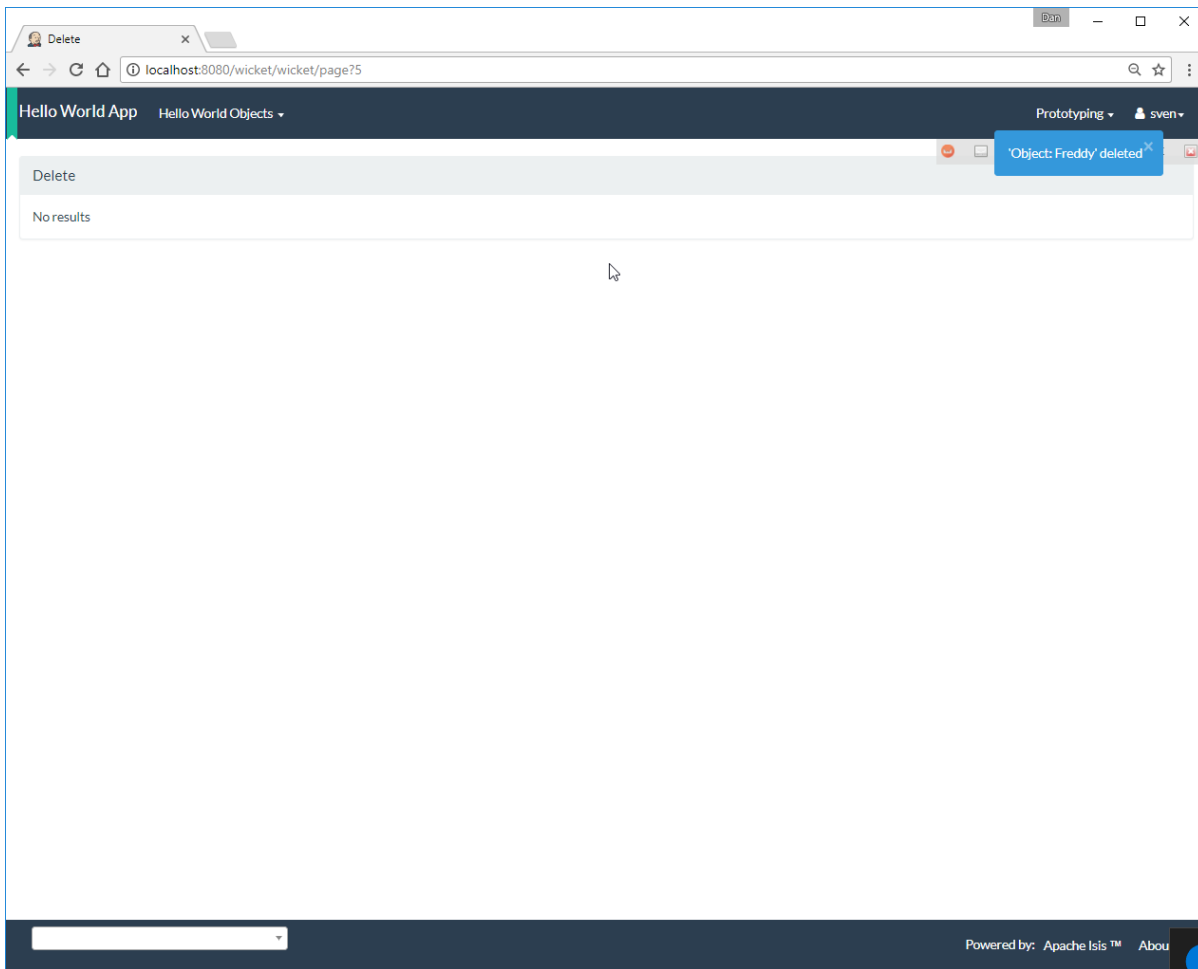 Dan
Delete
localhost:8080/wicket/wicket/page?5
Hello World App Hello World Objects Prototyping sven
'Object: Freddy' deleted
Delete
No results
Powered by: Apache Isis ™ Abou